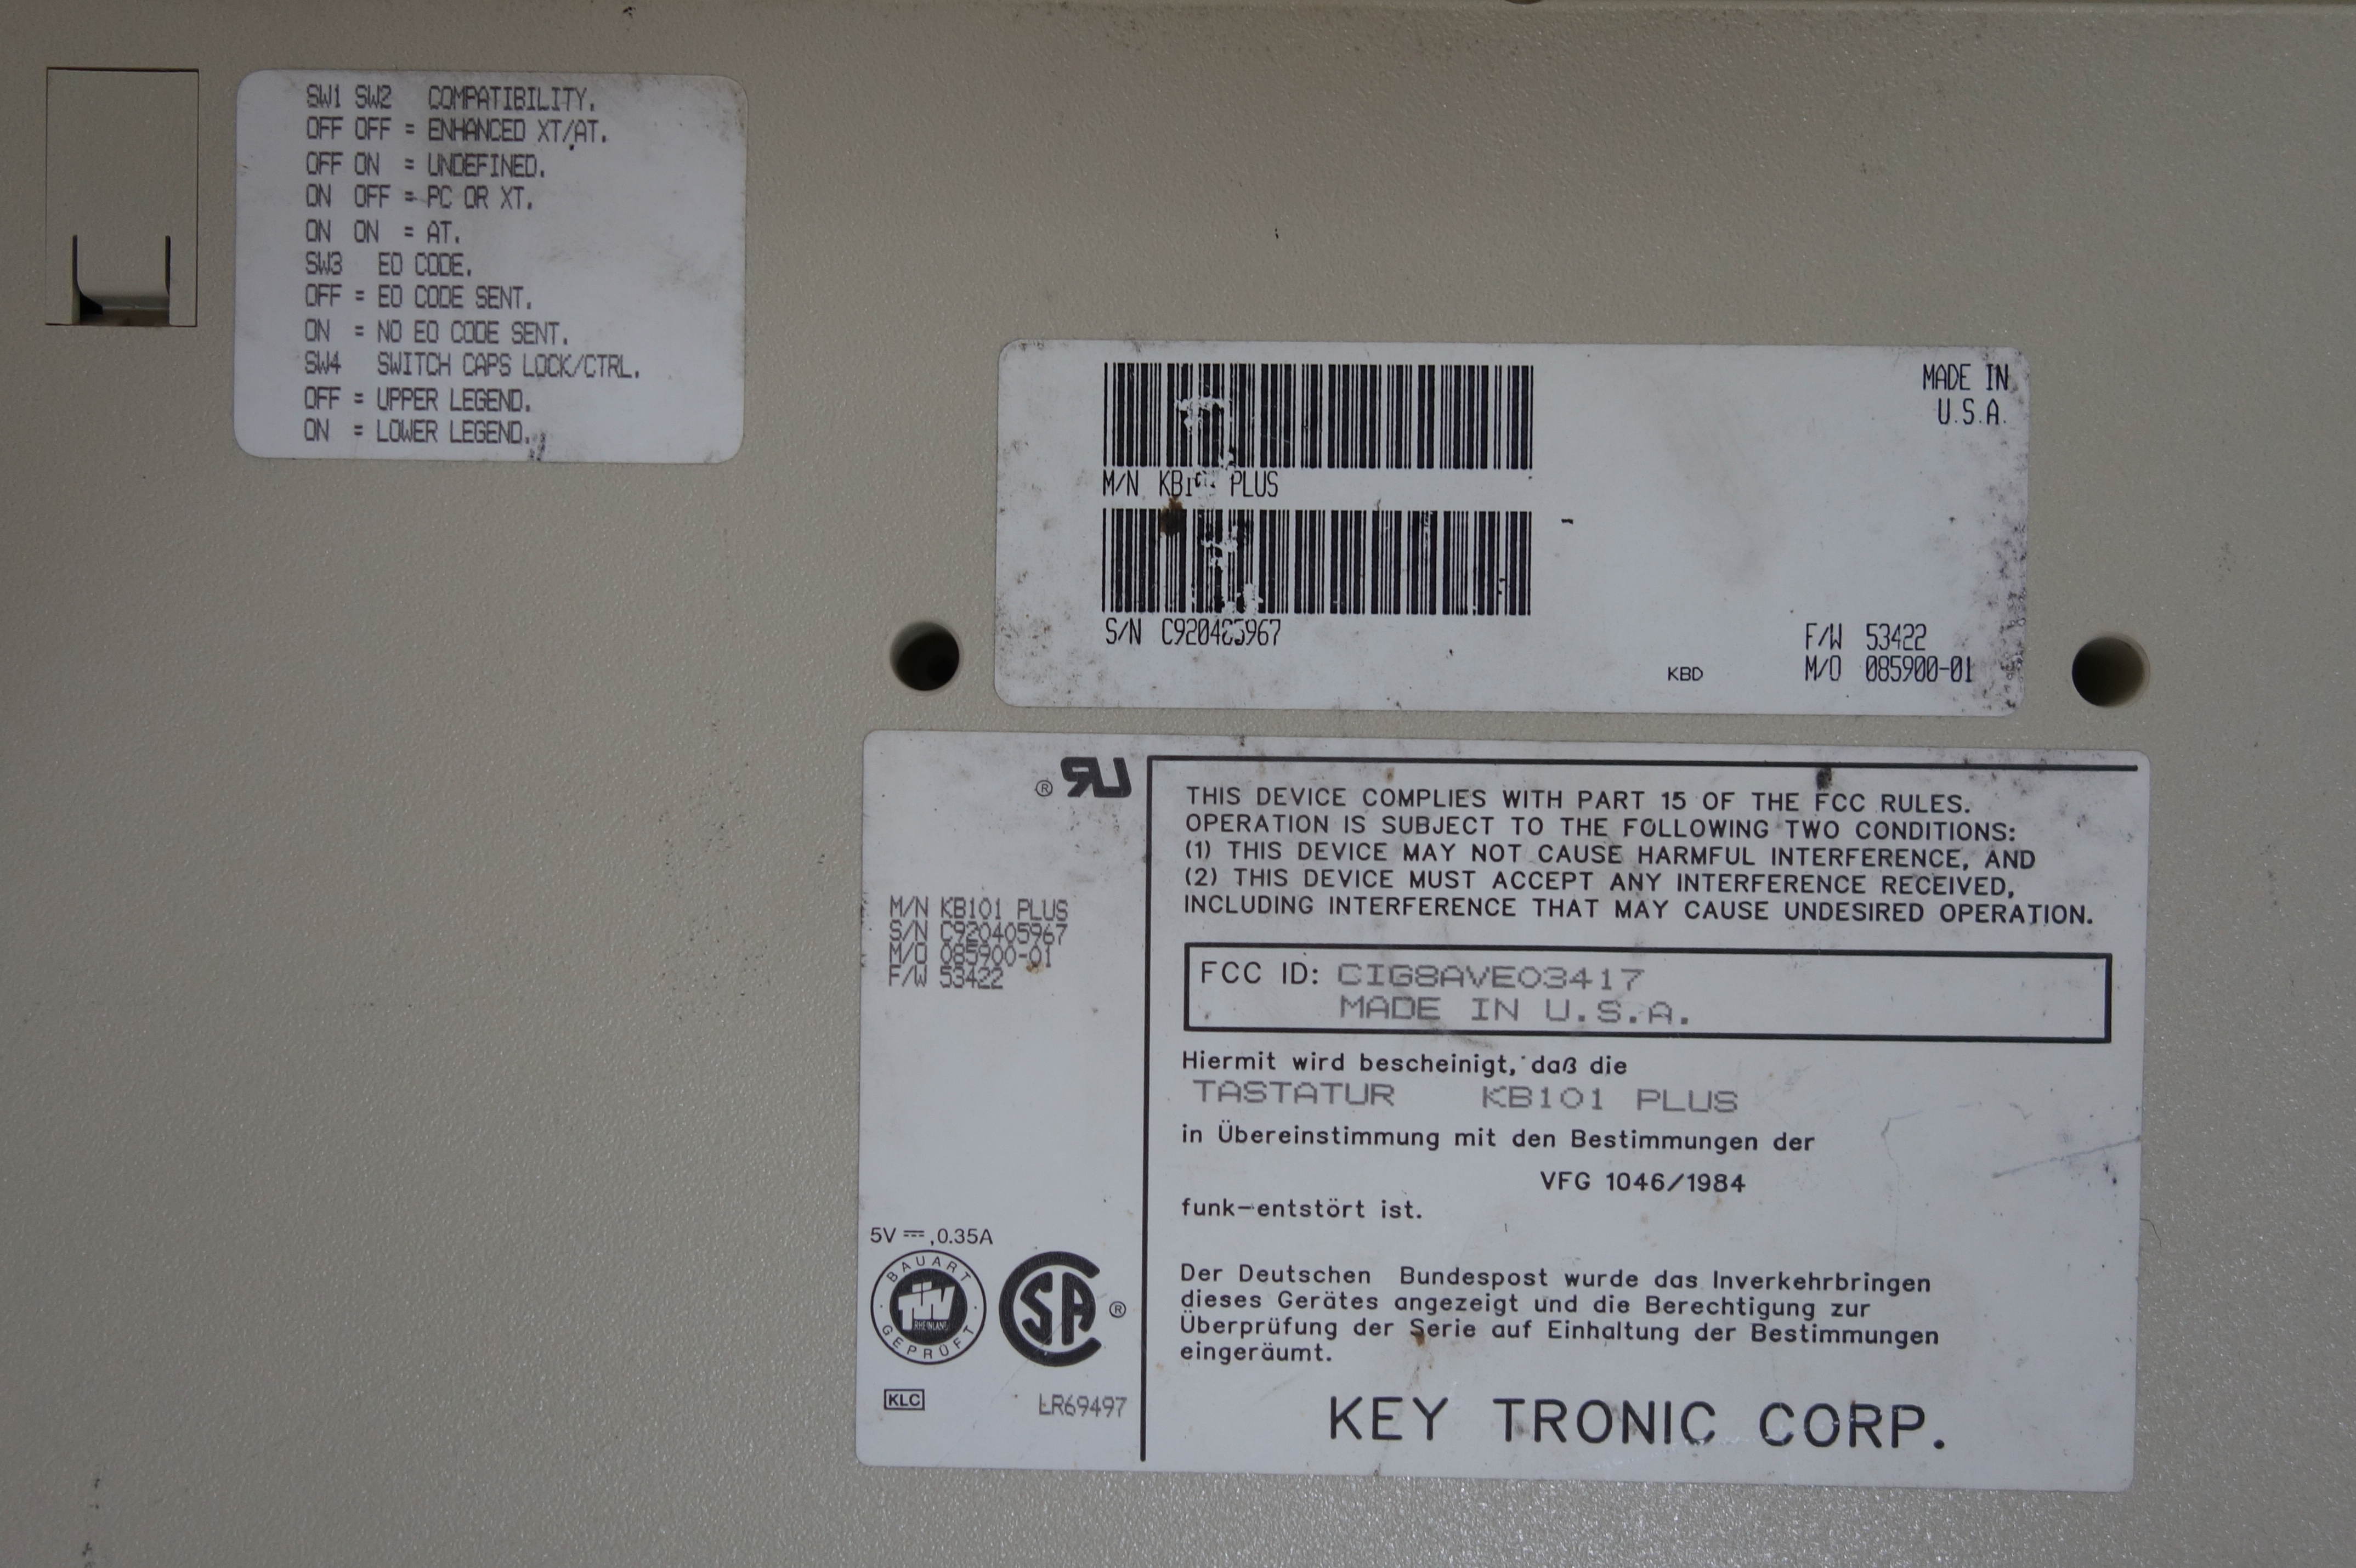 SW1 SW2 COMPATIBILITY.
OFF OFF = ENHANCED XT/AT.
OFF ON = UNDEFINED.
ON OFF = PC OR XT.
ON ON = AT.
SW3 E0 CODE.
OFF = E0 CODE SENT.
ON = NO E0 CODE SENT.
SW4 SWITCH CAPS LOCK/CTRL.
OFF = UPPER LEGEND.
ON = LOWER LEGEND.
MADE IN
U.S.A.
M/N PLUS
S/N C920405967
F/W 53422
KBD M/O 085900-01
® RU
M/N KB101 PLUS
S/N C920405967
M/O 085900-01
F/W 53422
5V ⎓ ,0.35A
BAUART
TÜV
RHEINLAND
GEPRÜFT
CSA ®
KLC LR69497
THIS DEVICE COMPLIES WITH PART 15 OF THE FCC RULES.
OPERATION IS SUBJECT TO THE FOLLOWING TWO CONDITIONS:
(1) THIS DEVICE MAY NOT CAUSE HARMFUL INTERFERENCE, AND
(2) THIS DEVICE MUST ACCEPT ANY INTERFERENCE RECEIVED,
INCLUDING INTERFERENCE THAT MAY CAUSE UNDESIRED OPERATION.
FCC ID: CIG8AVE03417
MADE IN U.S.A.
Hiermit wird bescheinigt, daß die
TASTATUR KB101 PLUS
in Übereinstimmung mit den Bestimmungen der
VFG 1046/1984
funk-entstört ist.
Der Deutschen Bundespost wurde das Inverkehrbringen
dieses Gerätes angezeigt und die Berechtigung zur
Überprüfung der Serie auf Einhaltung der Bestimmungen
eingeräumt.
KEY TRONIC CORP.